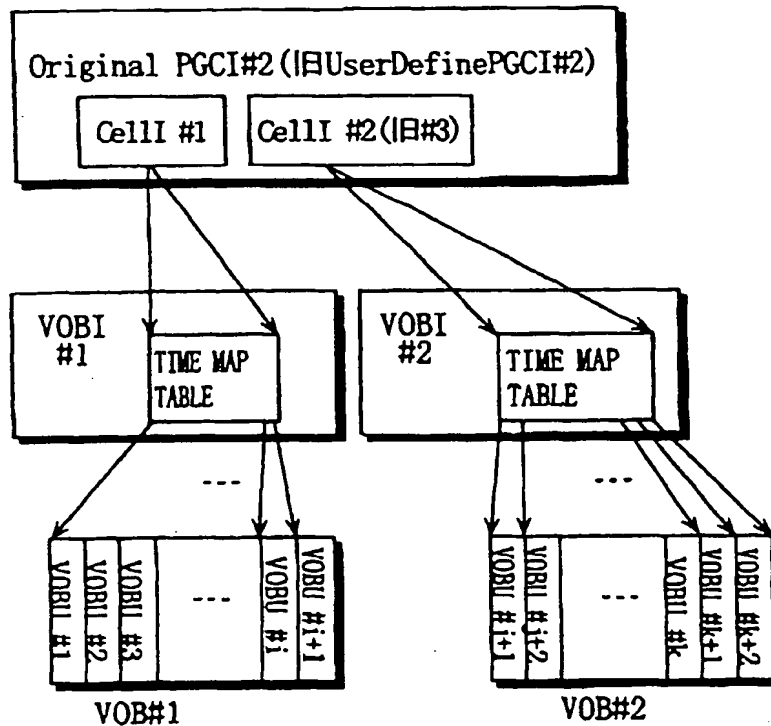 Original PGCI#2(旧UserDefinePGCI#2)
CellI #1
CellI #2(旧#3)
VOBI
#1
TIME MAP
TABLE
VOBI
#2
TIME MAP
TABLE
---
---
VOBU #1
VOBU #2
VOBU #3
---
VOBU #i
VOBU #i+1
VOBU #j+1
VOBU #j+2
---
VOBU #k
VOBU #k+1
VOBU #k+2
VOB#1
VOB#2